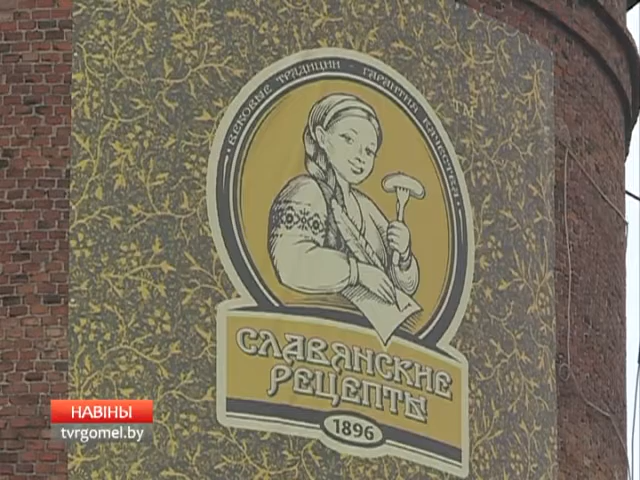 ВЕКОВЫЕ ТРАДИЦИИ - ГАРАНТИЯ КАЧЕСТВА
СЛАВЯНСКИЕ
РЕЦЕПТЫ
1896
НАВІНЫ
tvrgomel.by